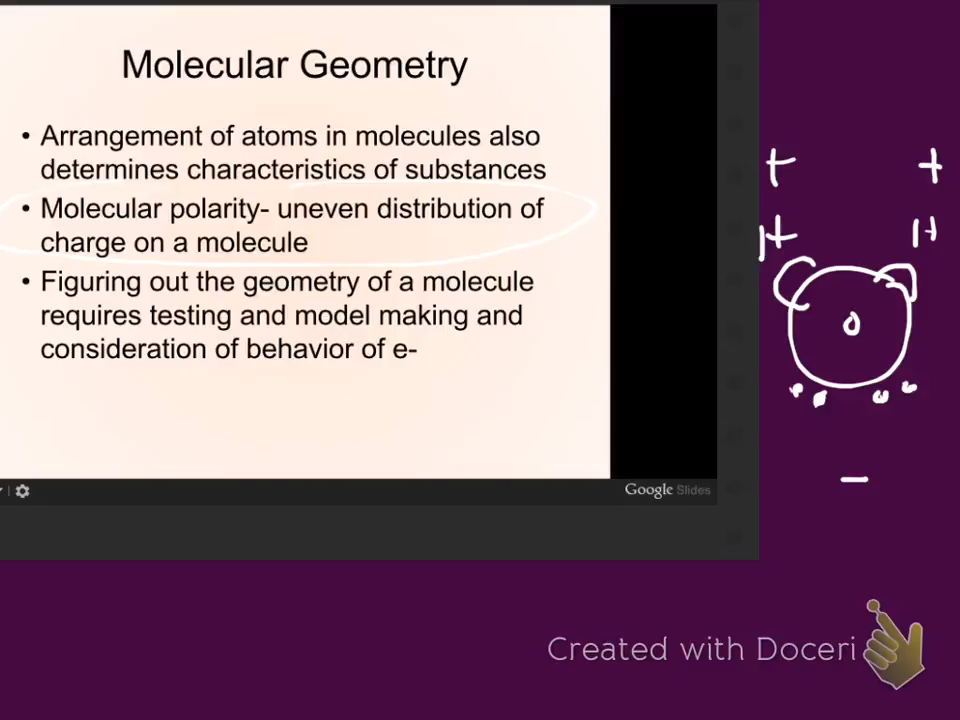 Molecular Geometry
• Arrangement of atoms in molecules also
determines characteristics of substances
• Molecular polarity- uneven distribution of
charge on a molecule
• Figuring out the geometry of a molecule
requires testing and model making and
consideration of behavior of e-
+ +
H+ H+
O
−
Google Slides
Created with Doceri